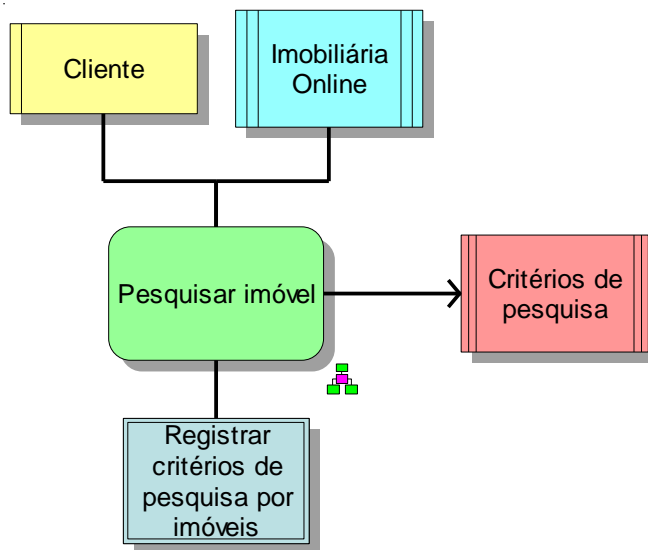 Cliente
Imobiliária
Online
Pesquisar imóvel
Critérios de
pesquisa
Registrar
critérios de
pesquisa por
imóveis